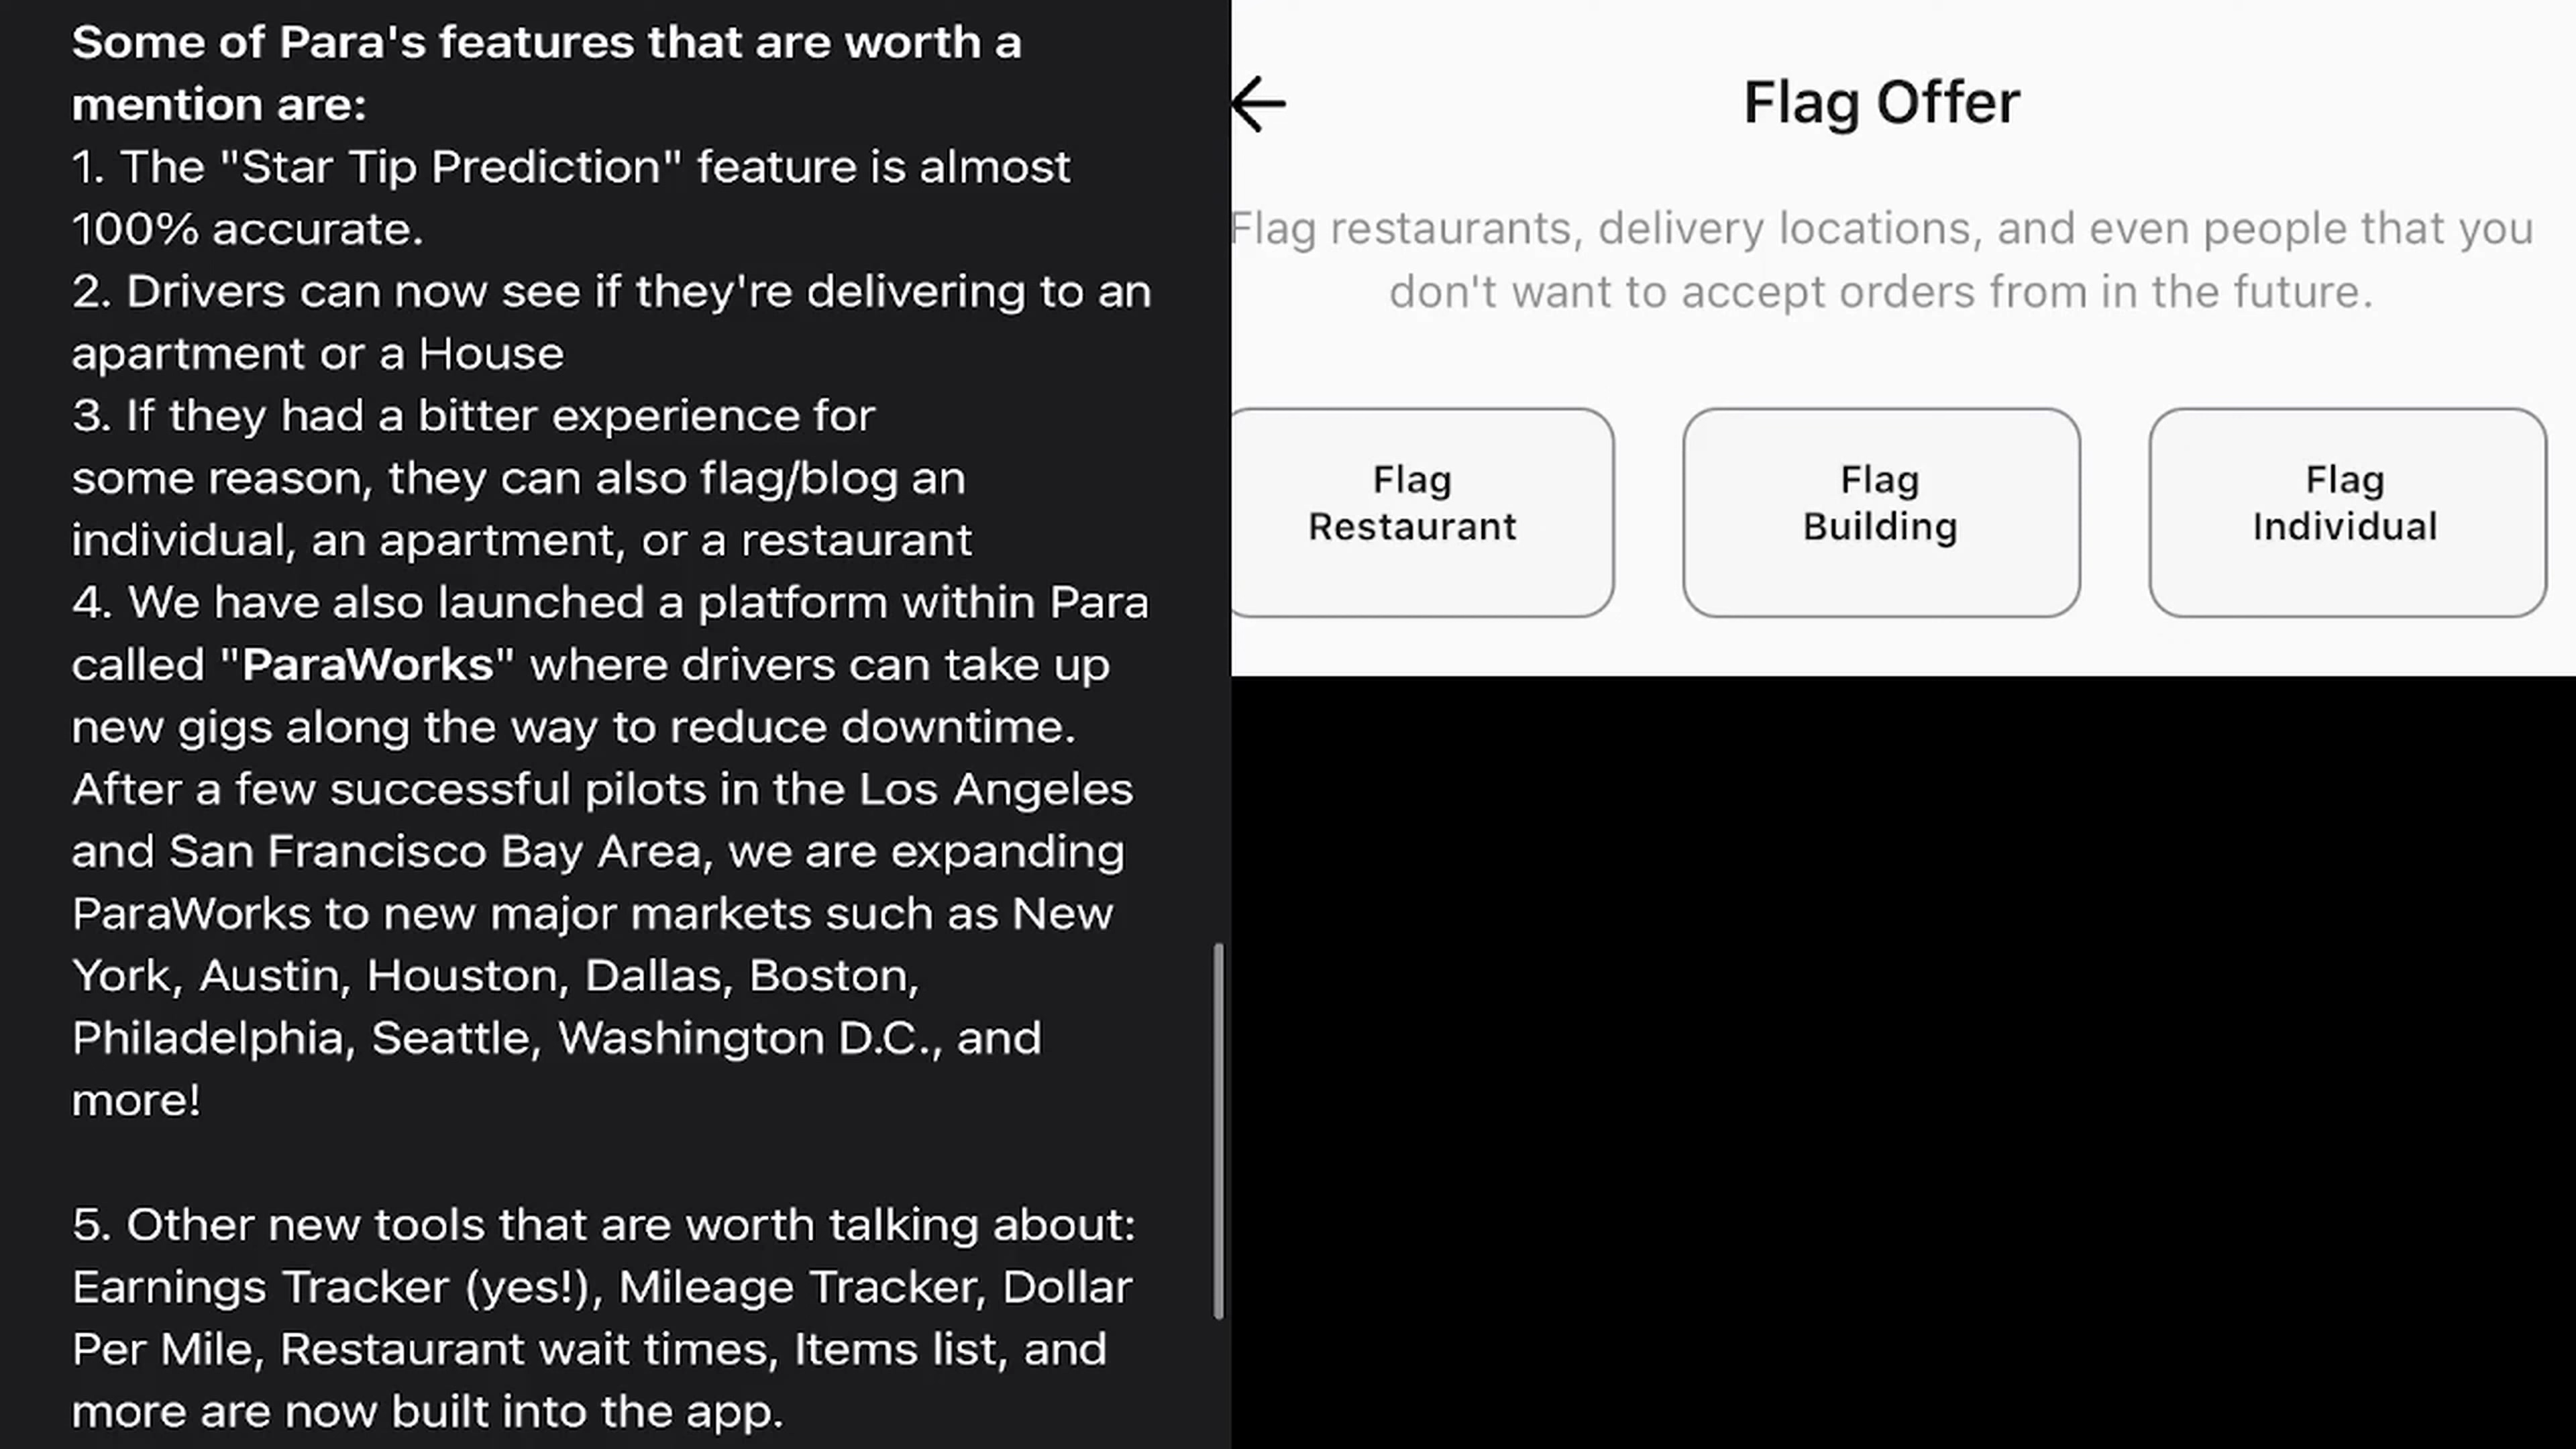 Some of Para's features that are worth a
mention are:
1. The "Star Tip Prediction" feature is almost
100% accurate.
2. Drivers can now see if they're delivering to an
apartment or a House
3. If they had a bitter experience for
some reason, they can also flag/blog an
individual, an apartment, or a restaurant
4. We have also launched a platform within Para
called "ParaWorks" where drivers can take up
new gigs along the way to reduce downtime.
After a few successful pilots in the Los Angeles
and San Francisco Bay Area, we are expanding
ParaWorks to new major markets such as New
York, Austin, Houston, Dallas, Boston,
Philadelphia, Seattle, Washington D.C., and
more!
5. Other new tools that are worth talking about:
Earnings Tracker (yes!), Mileage Tracker, Dollar
Per Mile, Restaurant wait times, Items list, and
more are now built into the app.
Flag Offer
Flag restaurants, delivery locations, and even people that you
don't want to accept orders from in the future.
Flag
Restaurant
Flag
Building
Flag
Individual